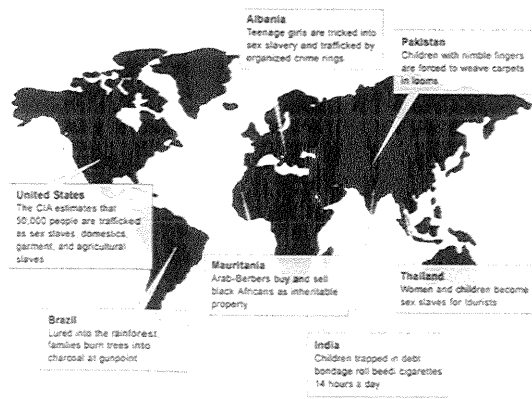 Albania
Teenage girls are tricked into
sex slavery and trafficked by
organized crime rings
Pakistan
Children with nimble fingers
are forced to weave carpets
in looms
United States
The CIA estimates that
50,000 people are trafficked
as sex slaves, domestics,
garment, and agricultural
slaves
Mauritania
Arab-Berbers buy and sell
black Africans as inheritable
property
Thailand
Women and children become
sex slaves for tourists
Brazil
Lured into the rainforest
families burn trees into
charcoal at gunpoint
India
Children trapped in debt
bondage roll beedi cigarettes
14 hours a day